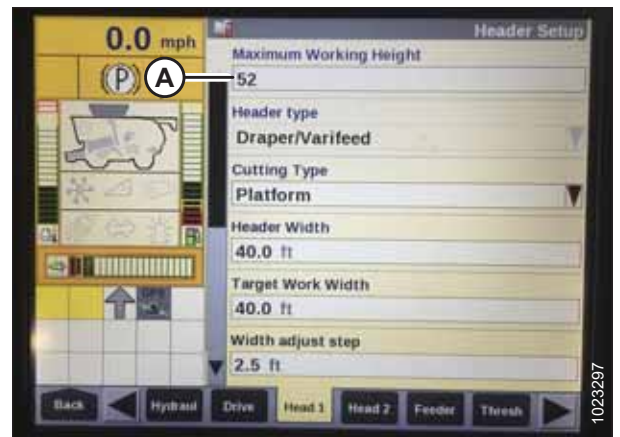 0.0 mph
(P)
A
Header Setup
Maximum Working Height
52
Header type
Draper/Varifeed
Cutting Type
Platform
Header Width
40.0 ft
Target Work Width
40.0 ft
Width adjust step
2.5 ft
GPS
Back
Hydraul
Drive
Head 1
Head 2
Feeder
Thresh
1023297